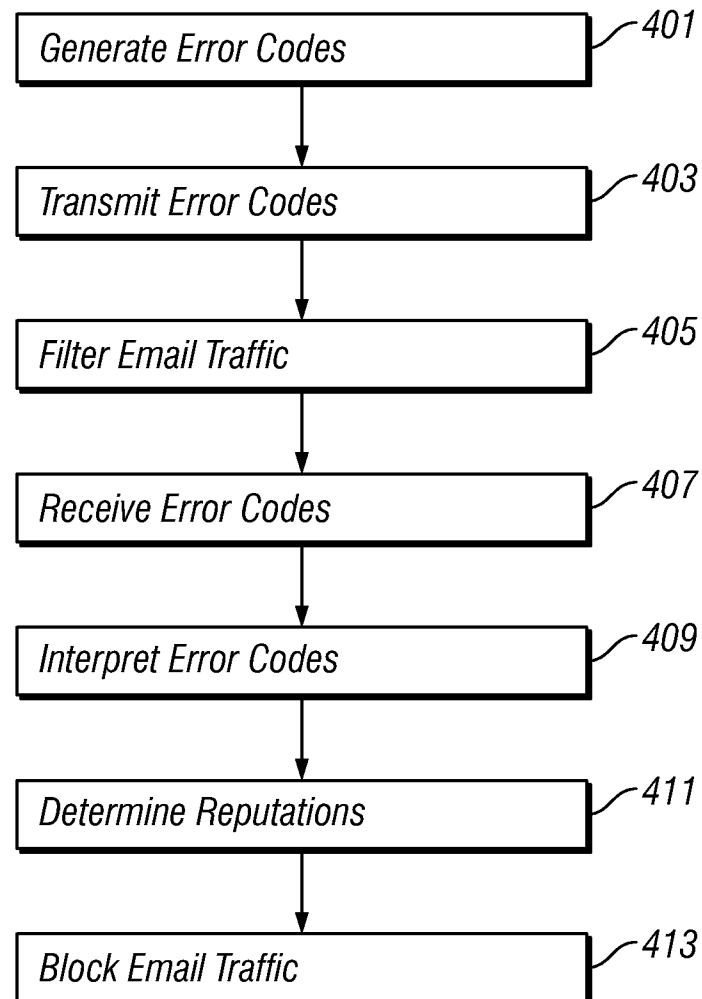 Generate Error Codes 401
Transmit Error Codes 403
Filter Email Traffic 405
Receive Error Codes 407
Interpret Error Codes 409
Determine Reputations 411
Block Email Traffic 413